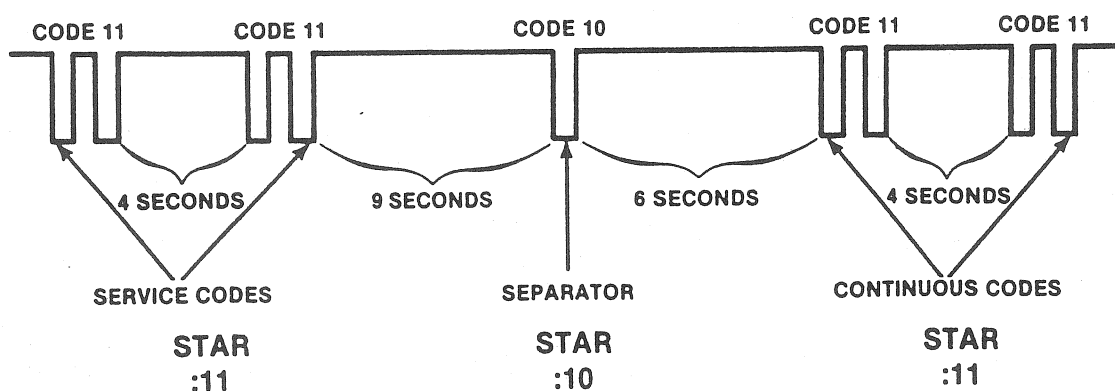 CODE 11 CODE 11 CODE 10 CODE 11 CODE 11
4 SECONDS 9 SECONDS 6 SECONDS 4 SECONDS
SERVICE CODES SEPARATOR CONTINUOUS CODES
STAR STAR STAR
:11 :10 :11